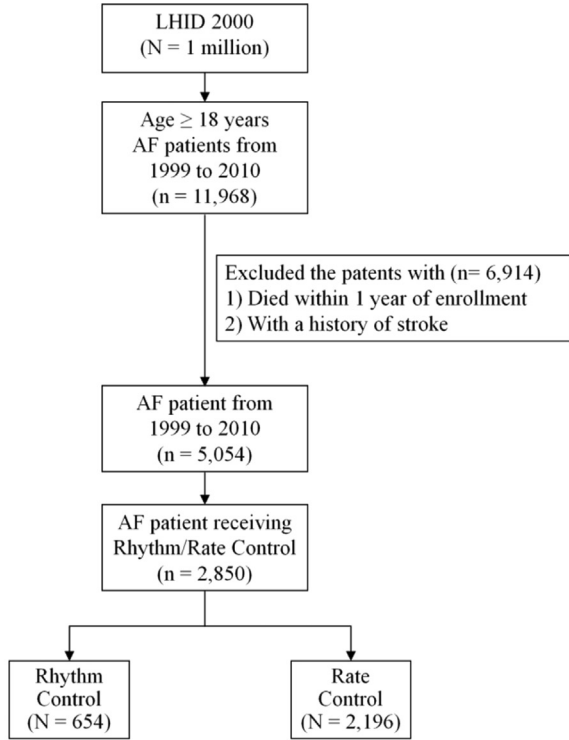 LHID 2000
(N = 1 million)
Age ≥ 18 years
AF patients from
1999 to 2010
(n = 11,968)
Excluded the patents with (n= 6,914)
1) Died within 1 year of enrollment
2) With a history of stroke
AF patient from
1999 to 2010
(n = 5,054)
AF patient receiving
Rhythm/Rate Control
(n = 2,850)
Rhythm
Control
(N = 654)
Rate
Control
(N = 2,196)